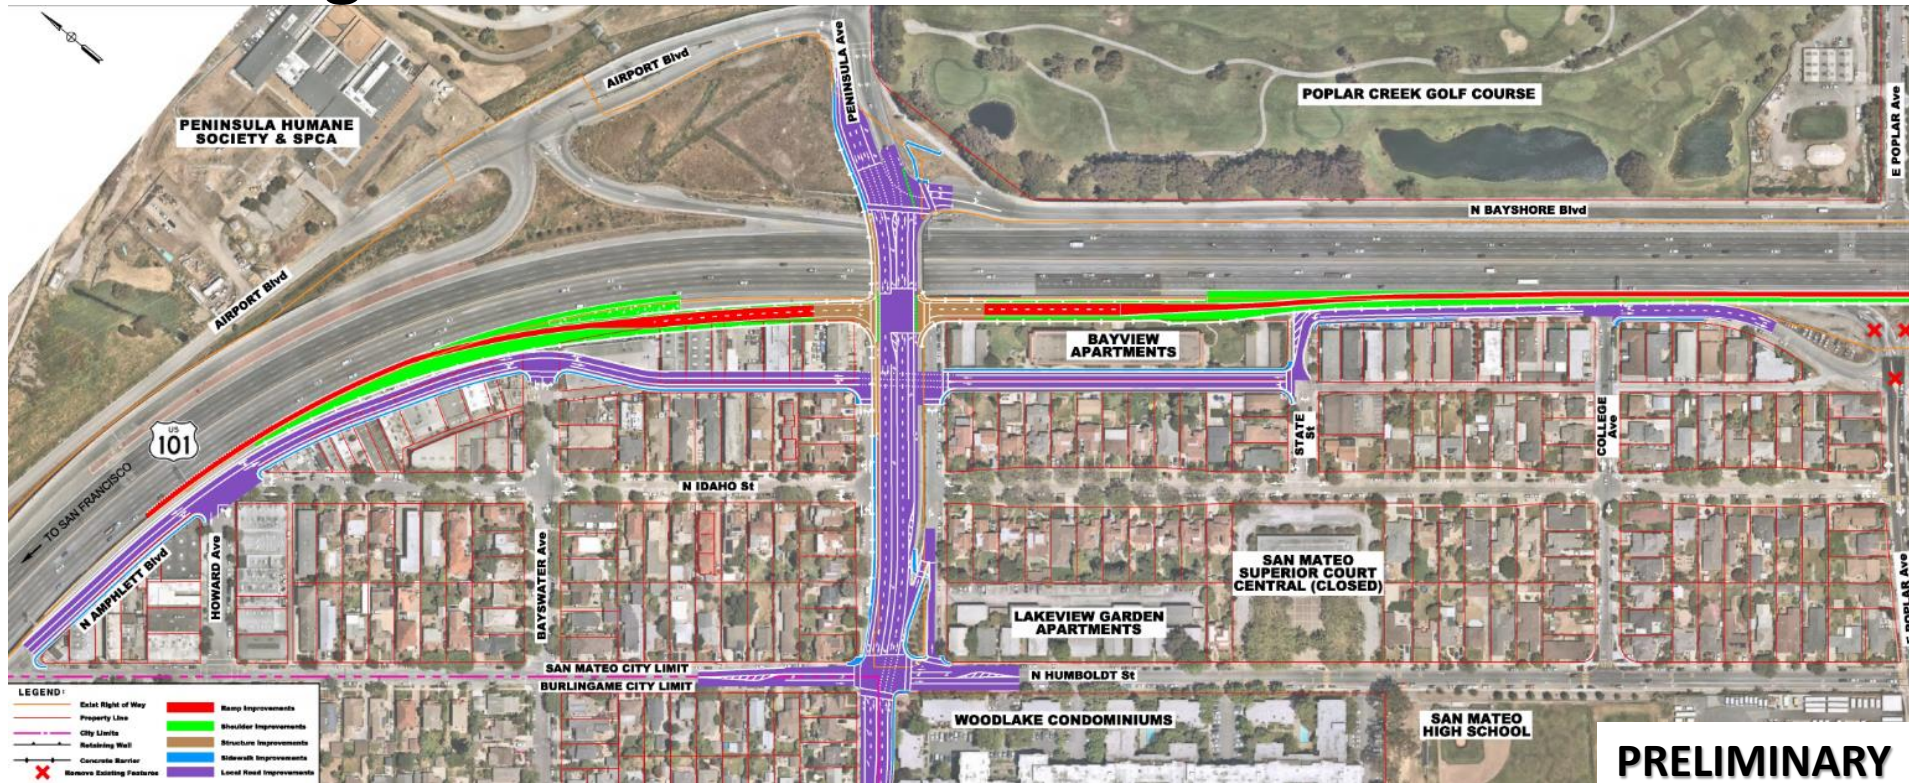 PENINSULA Ave
AIRPORT Blvd
PENINSULA HUMANE
SOCIETY & SPCA
POPLAR CREEK GOLF COURSE
E POPLAR Ave
N BAYSHORE Blvd
AIRPORT Blvd
BAYVIEW
APARTMENTS
US
101
TO SAN FRANCISCO
STATE
St
COLLEGE
Ave
N IDAHO St
N AMPHLETT Blvd
HOWARD Ave
BAYSWATER Ave
SAN MATEO
SUPERIOR COURT
CENTRAL (CLOSED)
LAKEVIEW GARDEN
APARTMENTS
POPLAR Ave
SAN MATEO CITY LIMIT
BURLINGAME CITY LIMIT
N HUMBOLDT St
WOODLAKE CONDOMINIUMS
SAN MATEO
HIGH SCHOOL
LEGEND:
Exist Right of Way
Property Line
City Limits
Retaining Wall
Concrete Barrier
Remove Existing Features
Ramp Improvements
Shoulder Improvements
Structure Improvements
Sidewalk Improvements
Local Road Improvements
PRELIMINARY